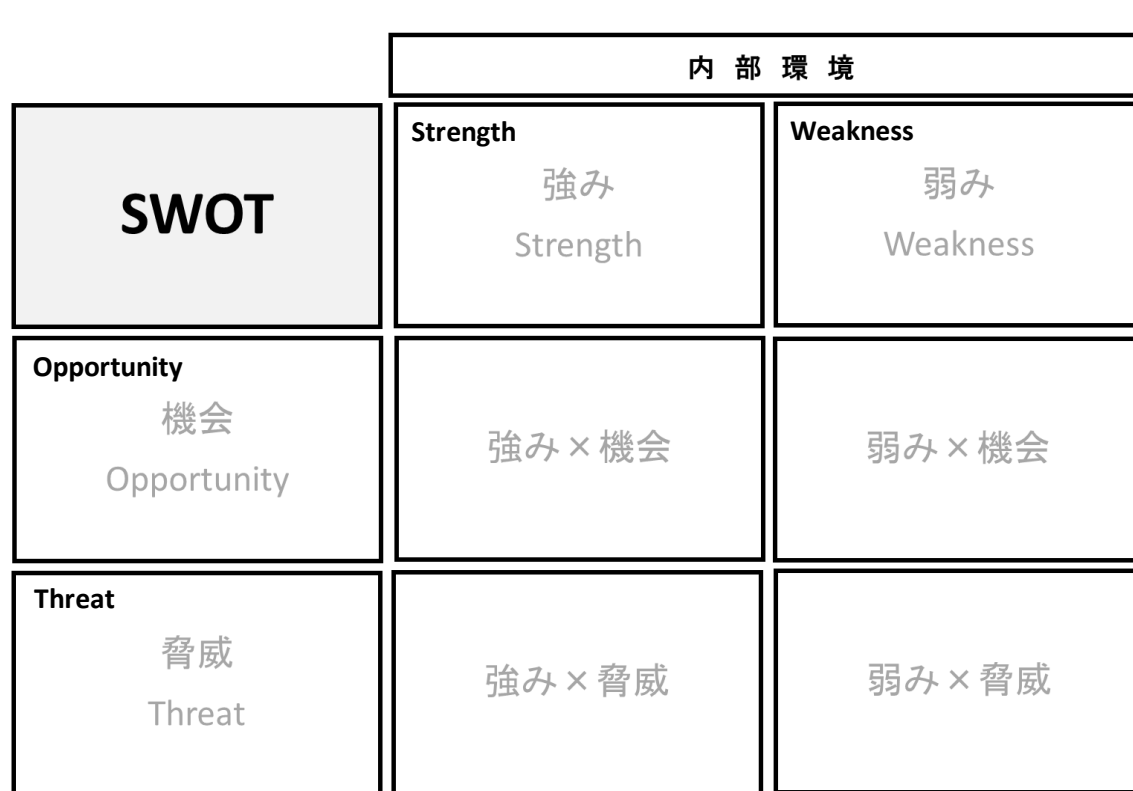 内部環境
SWOT
Strength
強み
Strength
Weakness
弱み
Weakness
Opportunity
機会
Opportunity
強み×機会
弱み×機会
Threat
脅威
Threat
強み×脅威
弱み×脅威